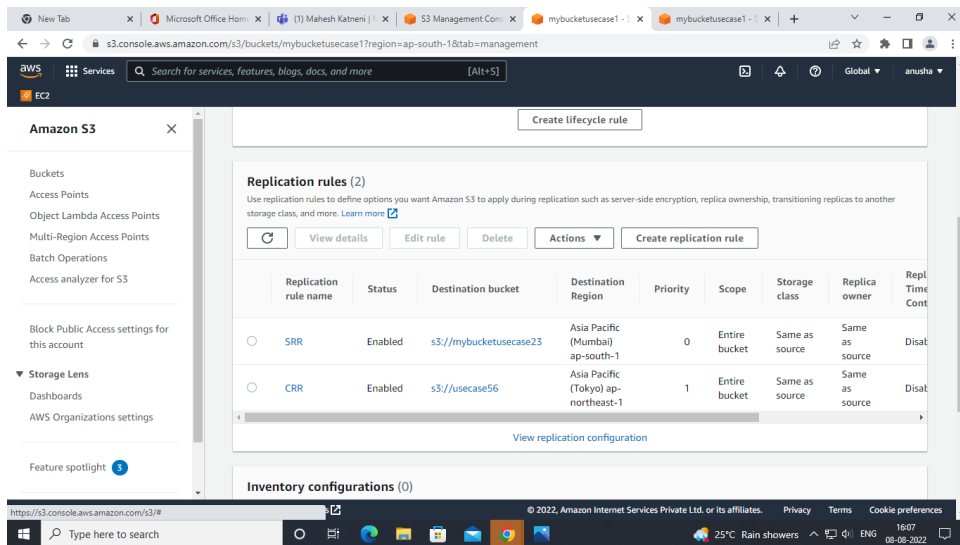 New Tab
Microsoft Office Home
(1) Mahesh Katneni |
S3 Management Cons
mybucketusecase1 - S
mybucketusecase1 - S
s3.console.aws.amazon.com/s3/buckets/mybucketusecase1?region=ap-south-1&tab=management
aws
Services
Search for services, features, blogs, docs, and more
[Alt+S]
Global ▼
anusha ▼
EC2
Amazon S3
Buckets
Access Points
Object Lambda Access Points
Multi-Region Access Points
Batch Operations
Access analyzer for S3
Block Public Access settings for
this account
▼ Storage Lens
Dashboards
AWS Organizations settings
Feature spotlight 3
Create lifecycle rule
Replication rules (2)
Use replication rules to define options you want Amazon S3 to apply during replication such as server-side encryption, replica ownership, transitioning replicas to another
storage class, and more. Learn more
View details
Edit rule
Delete
Actions ▼
Create replication rule
Replication
rule name
Status
Destination bucket
Destination
Region
Priority
Scope
Storage
class
Replica
owner
Repl
Time
Cont
SRR
Enabled
s3://mybucketusecase23
Asia Pacific
(Mumbai)
ap-south-1
0
Entire
bucket
Same as
source
Same
as
source
Disab
CRR
Enabled
s3://usecase56
Asia Pacific
(Tokyo) ap-
northeast-1
1
Entire
bucket
Same as
source
Same
as
source
Disab
View replication configuration
Inventory configurations (0)
https://s3.console.aws.amazon.com/s3/#
© 2022, Amazon Internet Services Private Ltd. or its affiliates.
Privacy
Terms
Cookie preferences
Type here to search
25°C Rain showers
ENG
16:07
08-08-2022